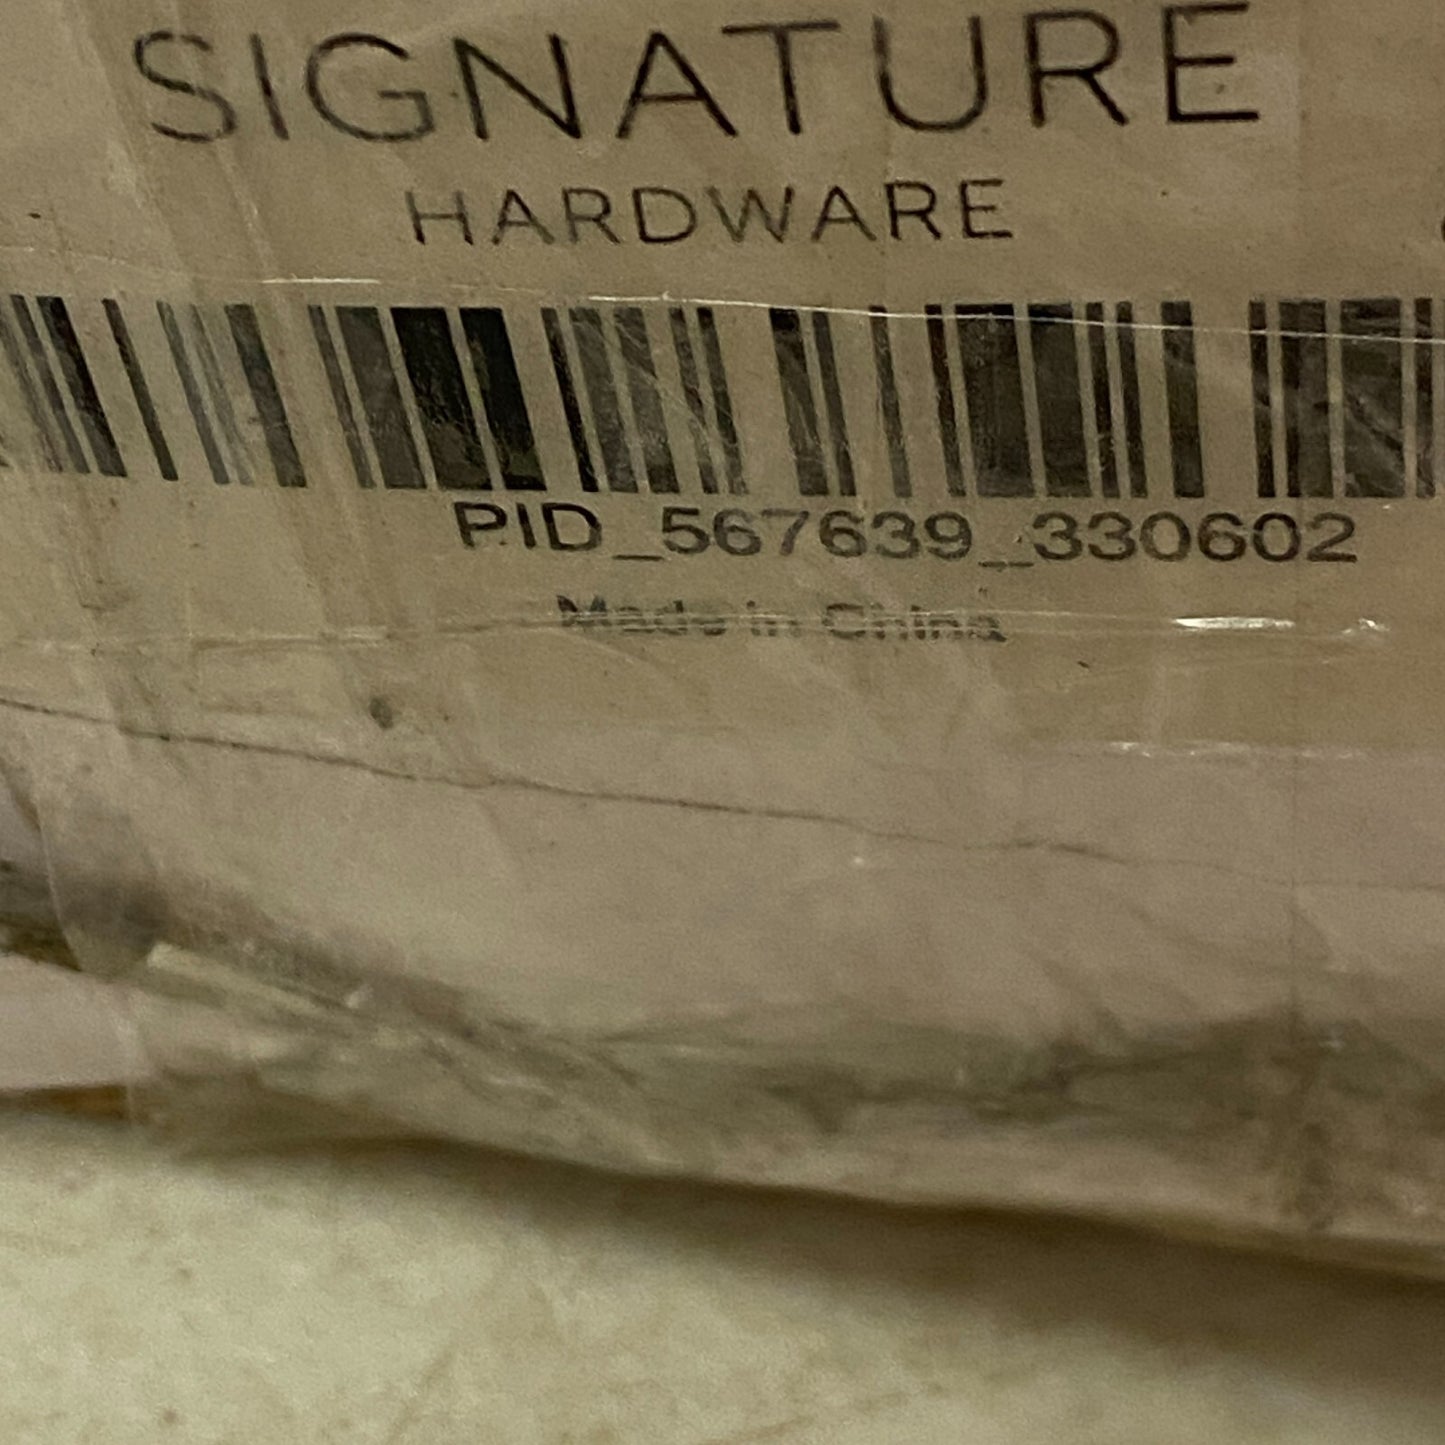 SIGNATURE
HARDWARE
PID_567639_330602
Made in China